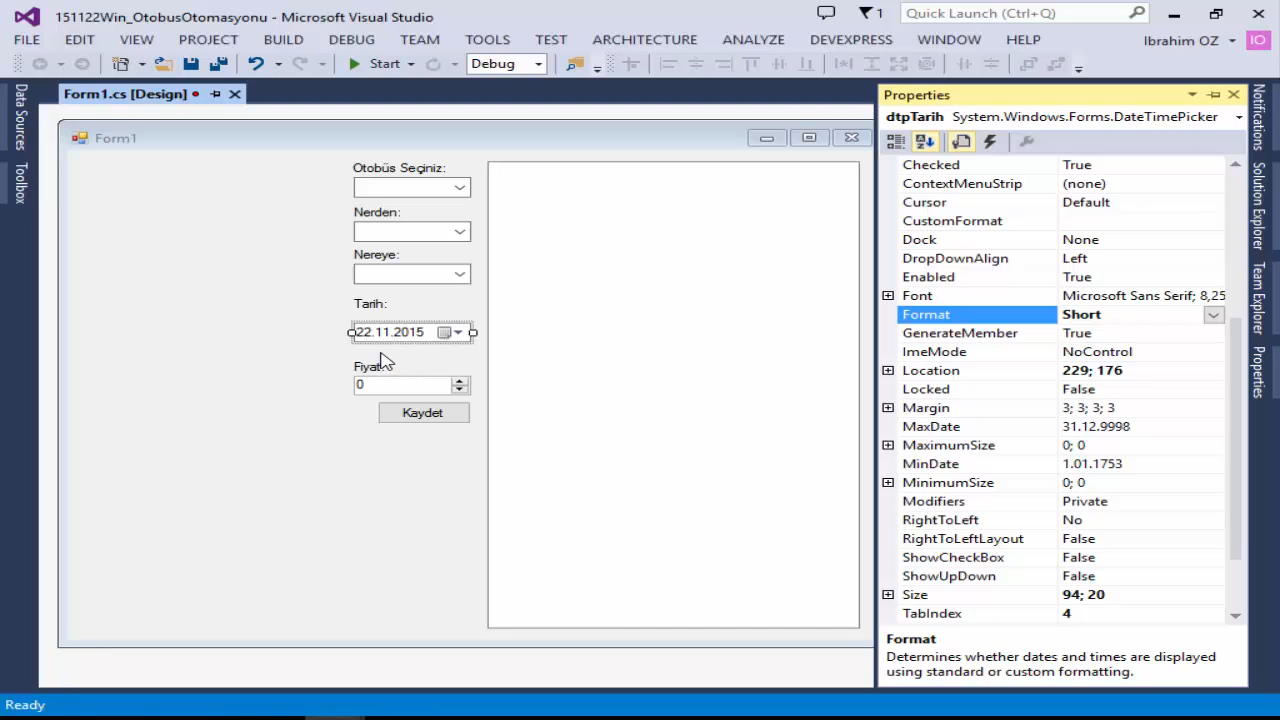 151122Win_OtobusOtomasyonu - Microsoft Visual Studio
1
Quick Launch (Ctrl+Q)
FILE EDIT VIEW PROJECT BUILD DEBUG TEAM TOOLS TEST ARCHITECTURE ANALYZE DEVEXPRESS WINDOW HELP Ibrahim OZ IO
Start Debug
Data Sources
Toolbox
Form1.cs [Design]
Form1
Otobüs Seçiniz:
Nerden:
Nereye:
Tarih:
22.11.2015
Fiyat
0
Kaydet
Properties
dtpTarih System.Windows.Forms.DateTimePicker
Checked True
ContextMenuStrip (none)
Cursor Default
CustomFormat
Dock None
DropDownAlign Left
Enabled True
Font Microsoft Sans Serif; 8,25
Format Short
GenerateMember True
ImeMode NoControl
Location 229; 176
Locked False
Margin 3; 3; 3; 3
MaxDate 31.12.9998
MaximumSize 0; 0
MinDate 1.01.1753
MinimumSize 0; 0
Modifiers Private
RightToLeft No
RightToLeftLayout False
ShowCheckBox False
ShowUpDown False
Size 94; 20
TabIndex 4
Format
Determines whether dates and times are displayed
using standard or custom formatting.
Notifications
Solution Explorer
Team Explorer
Properties
Ready